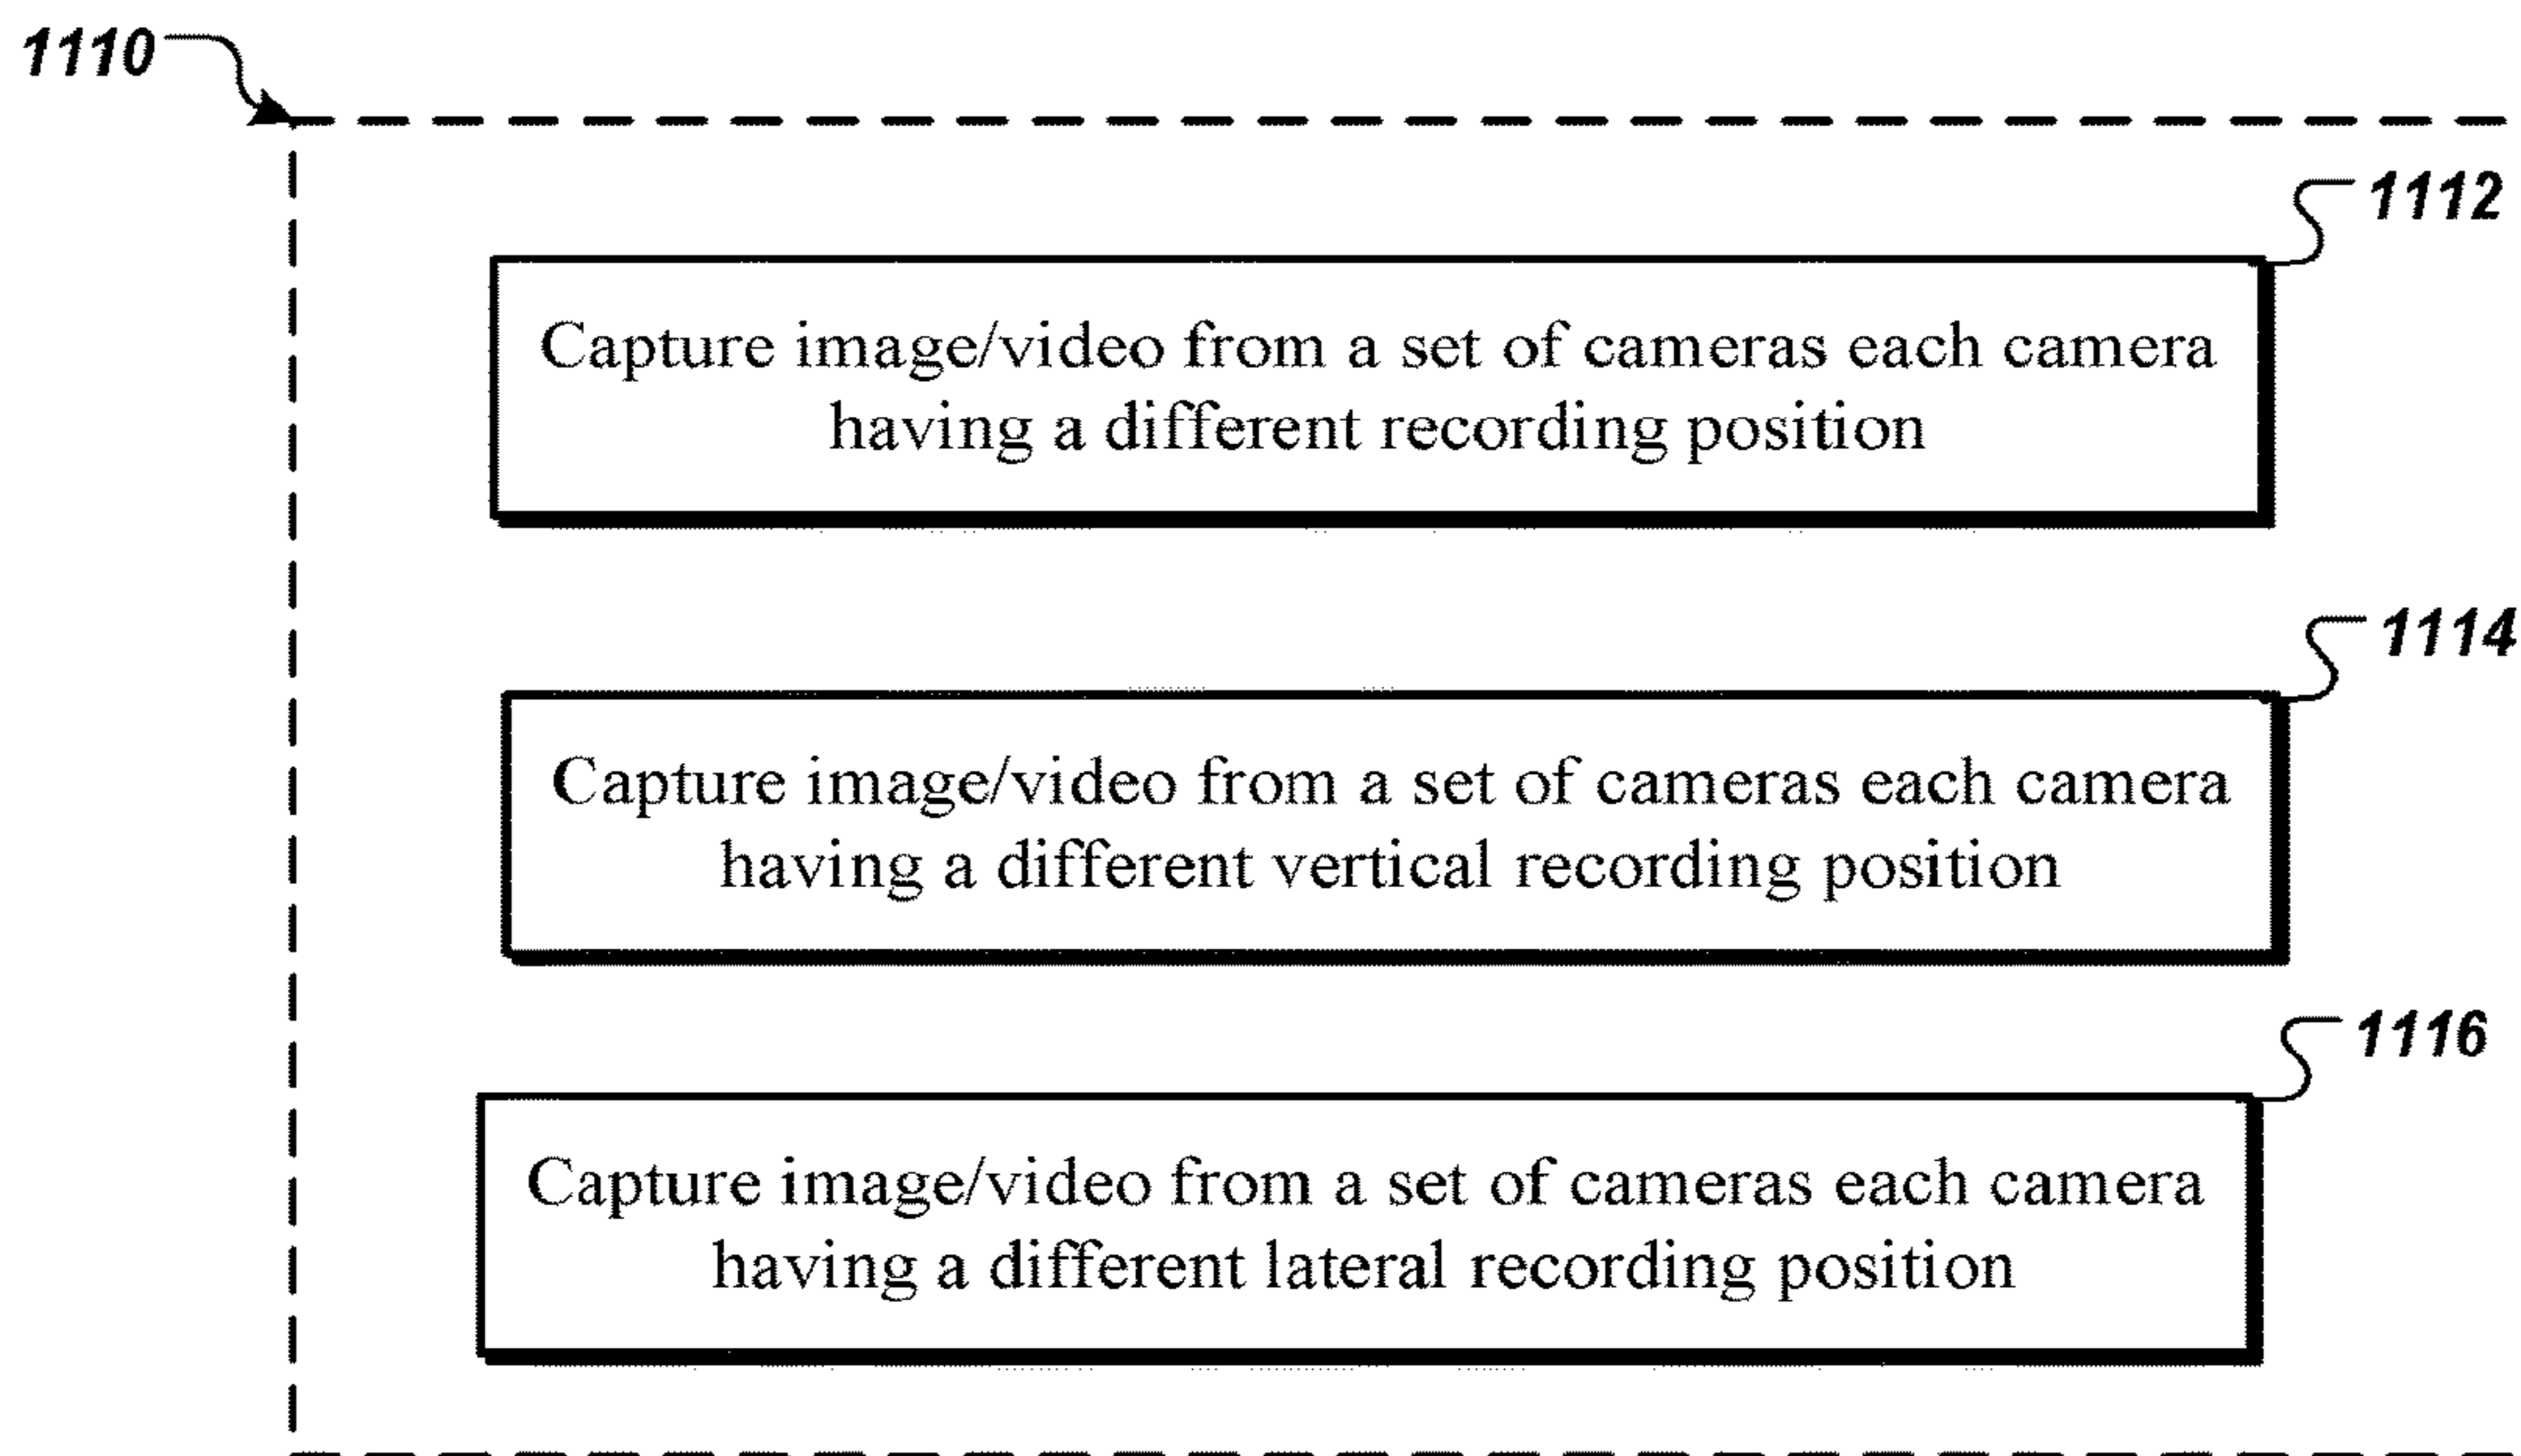 1110
1112
Capture image/video from a set of cameras each camera
having a different recording position
1114
Capture image/video from a set of cameras each camera
having a different vertical recording position
1116
Capture image/video from a set of cameras each camera
having a different lateral recording position